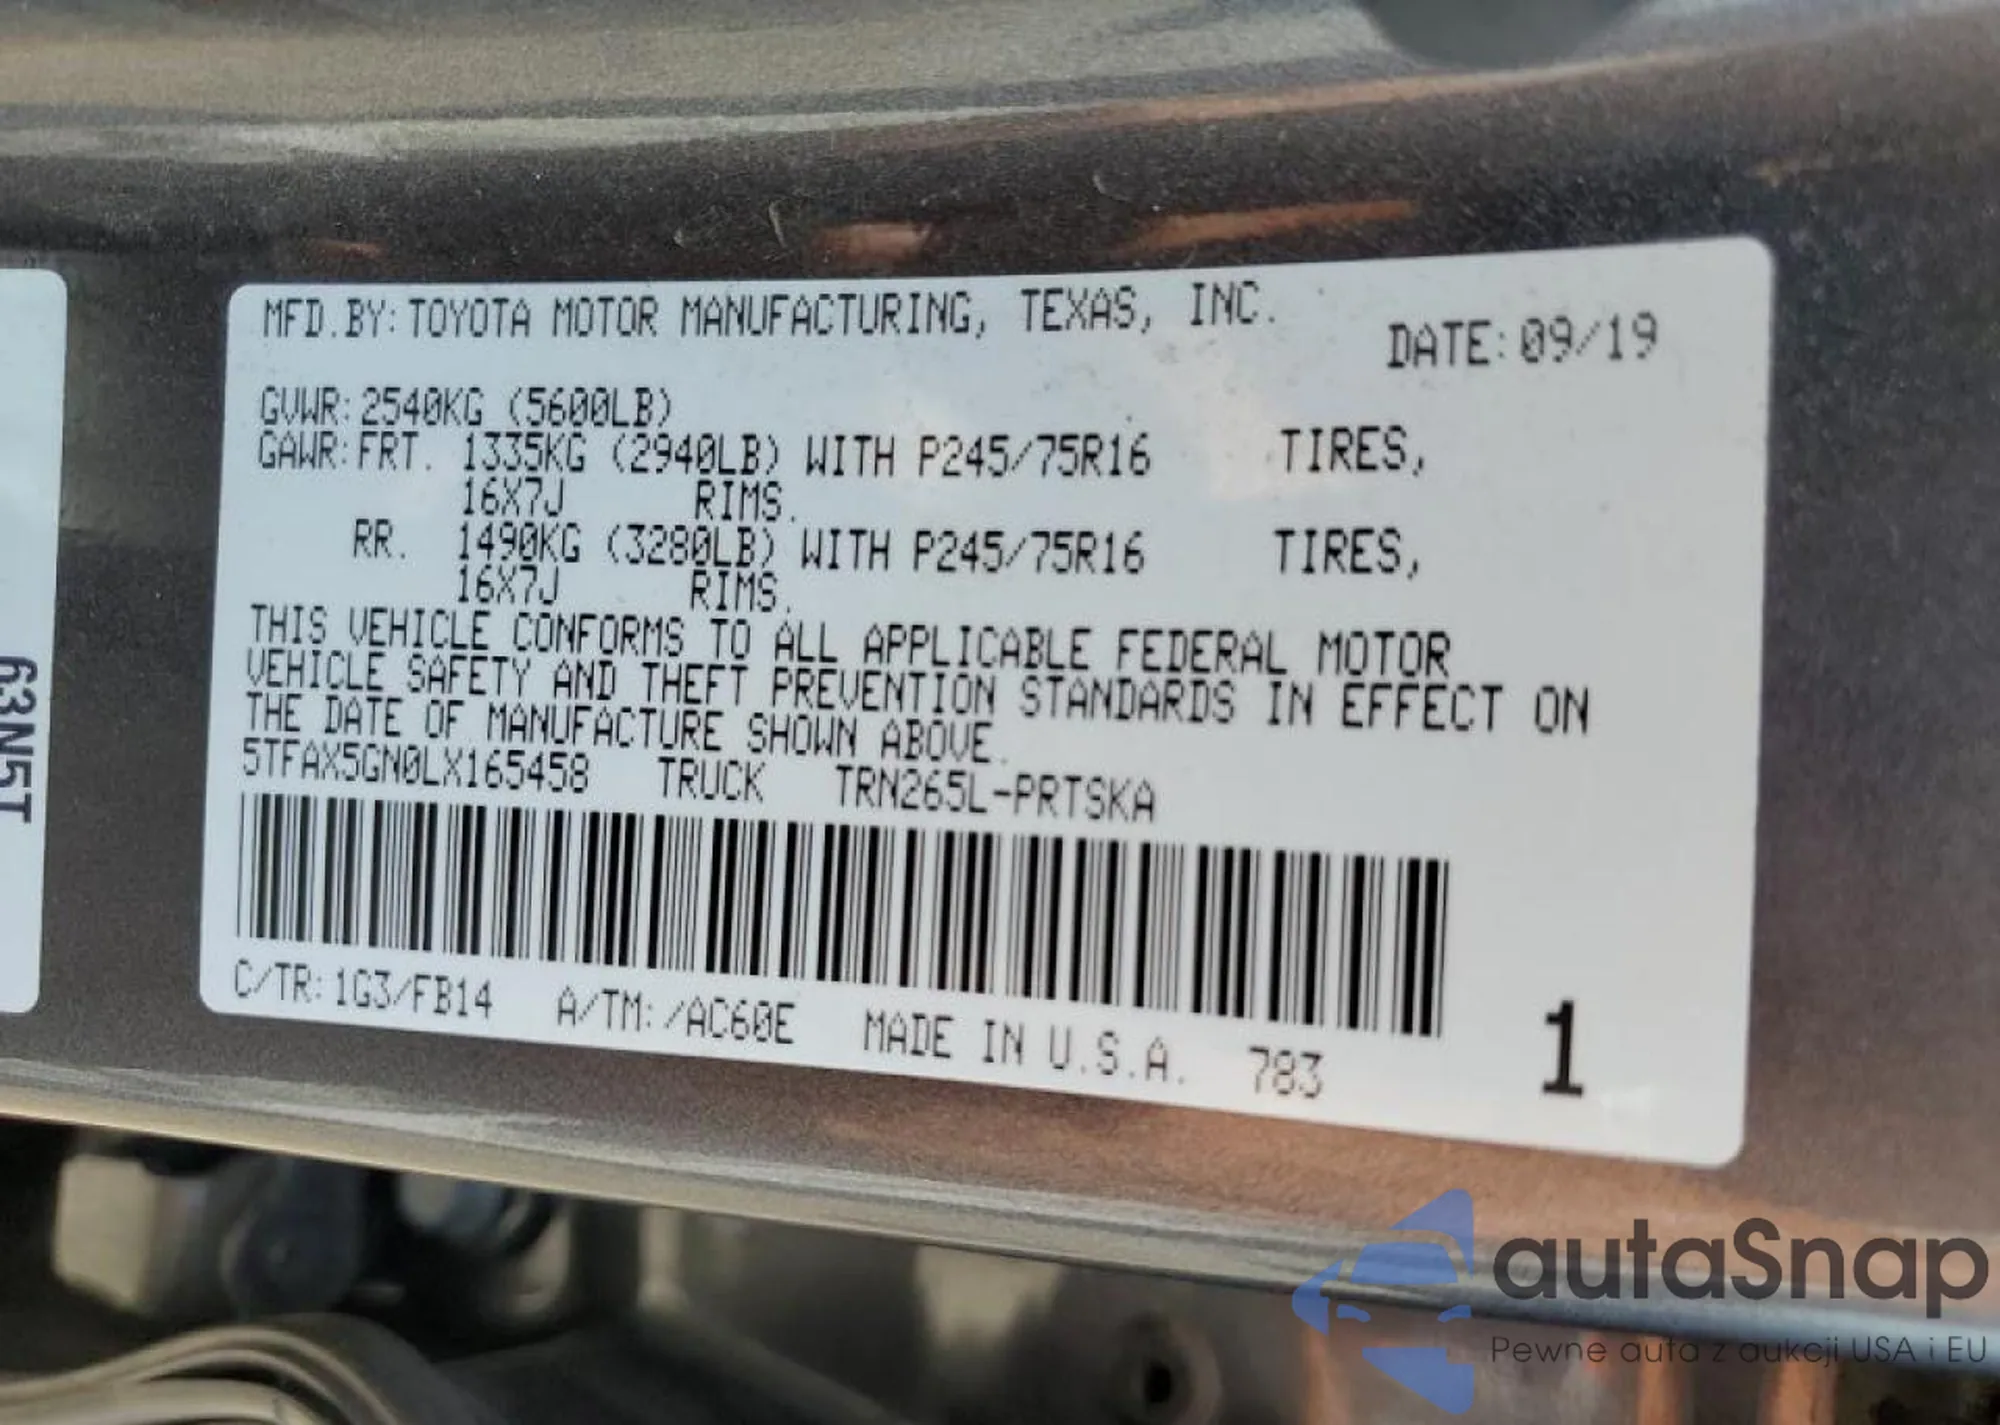 MFD.BY:TOYOTA MOTOR MANUFACTURING, TEXAS, INC.
DATE:09/19
GVWR:2540KG (5600LB)
GAWR:FRT. 1335KG (2940LB) WITH P245/75R16 TIRES,
16X7J RIMS.
RR. 1490KG (3280LB) WITH P245/75R16 TIRES,
16X7J RIMS.
THIS VEHICLE CONFORMS TO ALL APPLICABLE FEDERAL MOTOR
VEHICLE SAFETY AND THEFT PREVENTION STANDARDS IN EFFECT ON
THE DATE OF MANUFACTURE SHOWN ABOVE.
5TFAX5GN0LX165458 TRUCK TRN265L-PRTSKA
C/TR:1G3/FB14 A/TM:/AC60E MADE IN U.S.A. 783
1
63N5T
autaSnap
Pewne auta z aukcji USA i EU